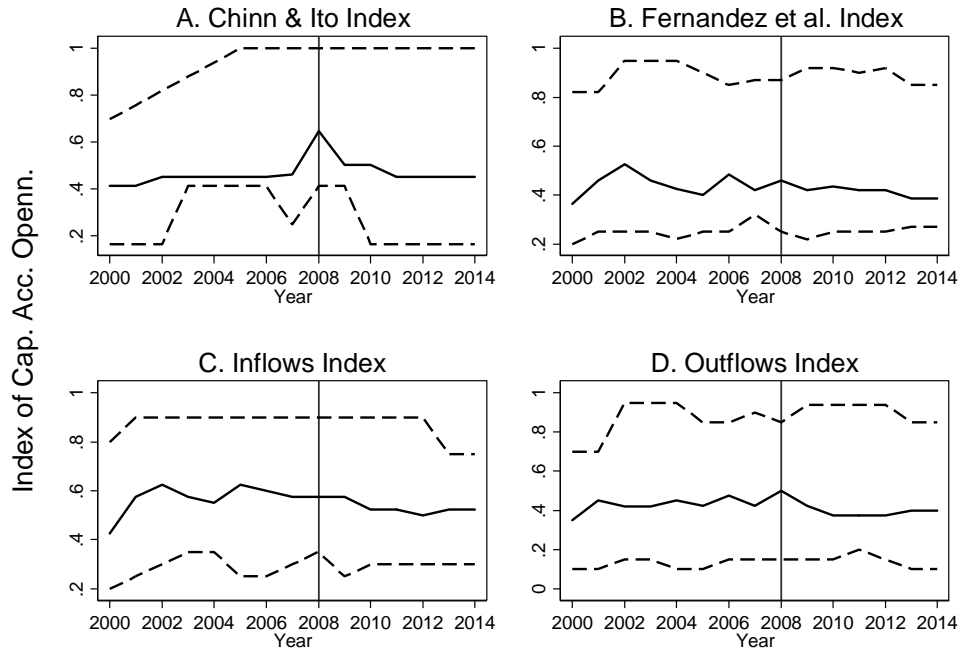 Index of Cap. Acc. Openn.
A. Chinn & Ito Index
1
.8
.6
.4
.2
2000 2002 2004 2006 2008 2010 2012 2014
Year
B. Fernandez et al. Index
1
.8
.6
.4
.2
2000 2002 2004 2006 2008 2010 2012 2014
Year
C. Inflows Index
1
.8
.6
.4
.2
2000 2002 2004 2006 2008 2010 2012 2014
Year
D. Outflows Index
1
.8
.6
.4
.2
0
2000 2002 2004 2006 2008 2010 2012 2014
Year